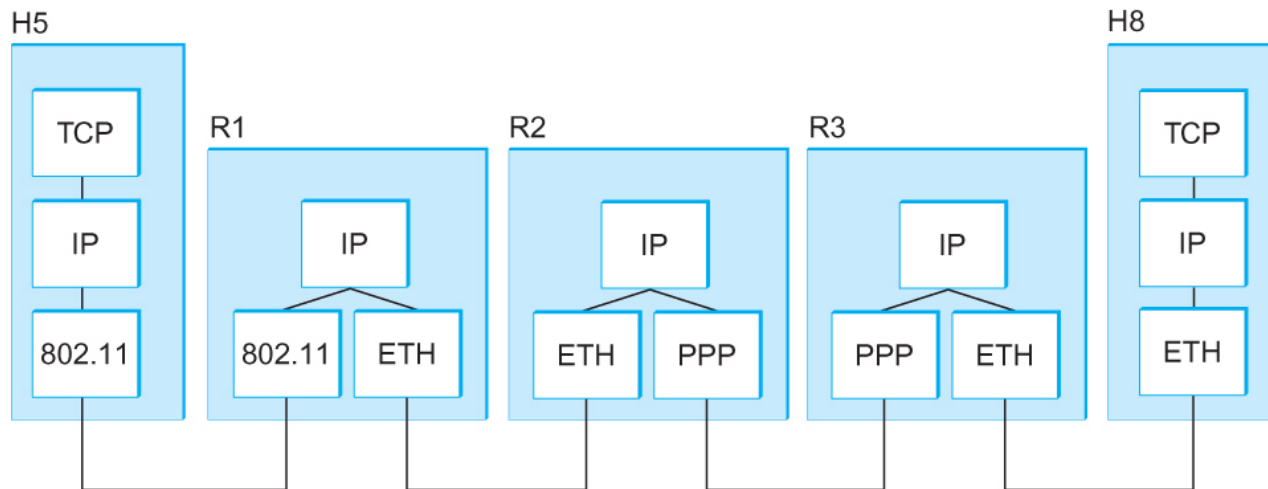 H5
H8
TCP
R1
R2
R3
TCP
IP
IP
IP
IP
IP
802.11
802.11
ETH
ETH
PPP
PPP
ETH
ETH